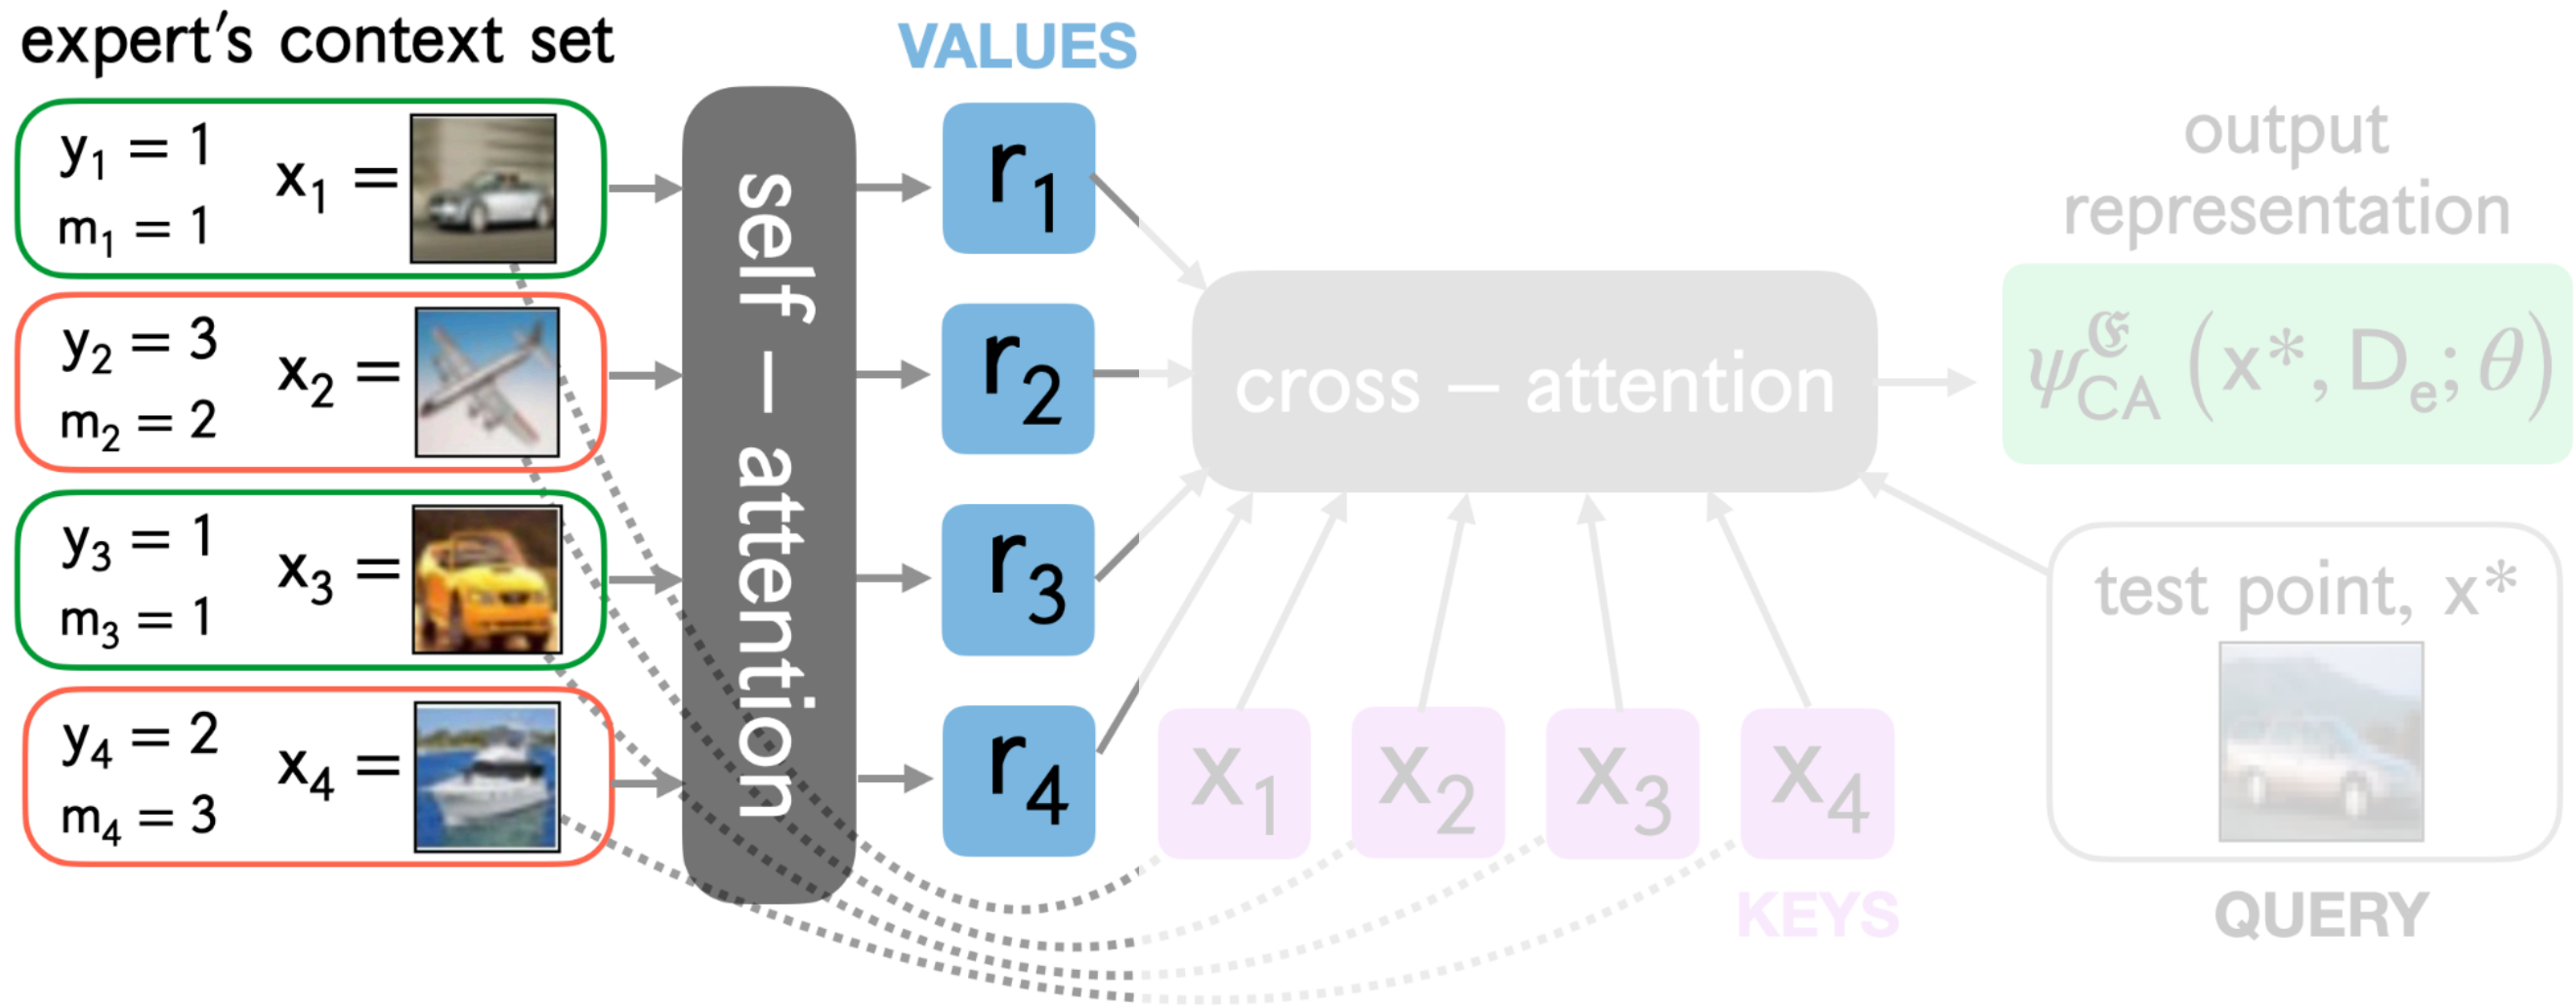 expert's context set
VALUES
y₁ = 1
m₁ = 1
x₁ =
y₂ = 3
m₂ = 2
x₂ =
y₃ = 1
m₃ = 1
x₃ =
y₄ = 2
m₄ = 3
x₄ =
self – attention
r₁
r₂
r₃
r₄
cross – attention
x₁
x₂
x₃
x₄
KEYS
output
representation
ψ_CA^𝔈 (x*, Dₑ; θ)
test point, x*
QUERY